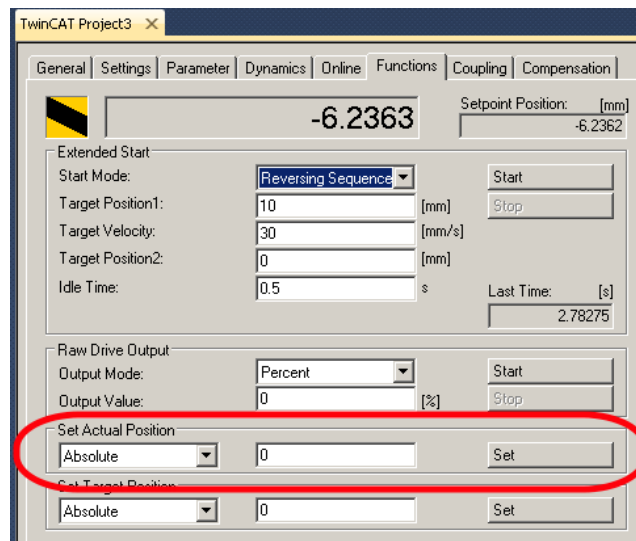 TwinCAT Project3
General Settings Parameter Dynamics Online Functions Coupling Compensation
-6.2363
Setpoint Position: [mm]
-6.2362
Extended Start
Start Mode: Reversing Sequence Start
Target Position1: 10 [mm] Stop
Target Velocity: 30 [mm/s]
Target Position2: 0 [mm]
Idle Time: 0.5 s Last Time: [s]
2.78275
Raw Drive Output
Output Mode: Percent Start
Output Value: 0 [%] Stop
Set Actual Position
Absolute 0 Set
Set Target Position
Absolute 0 Set